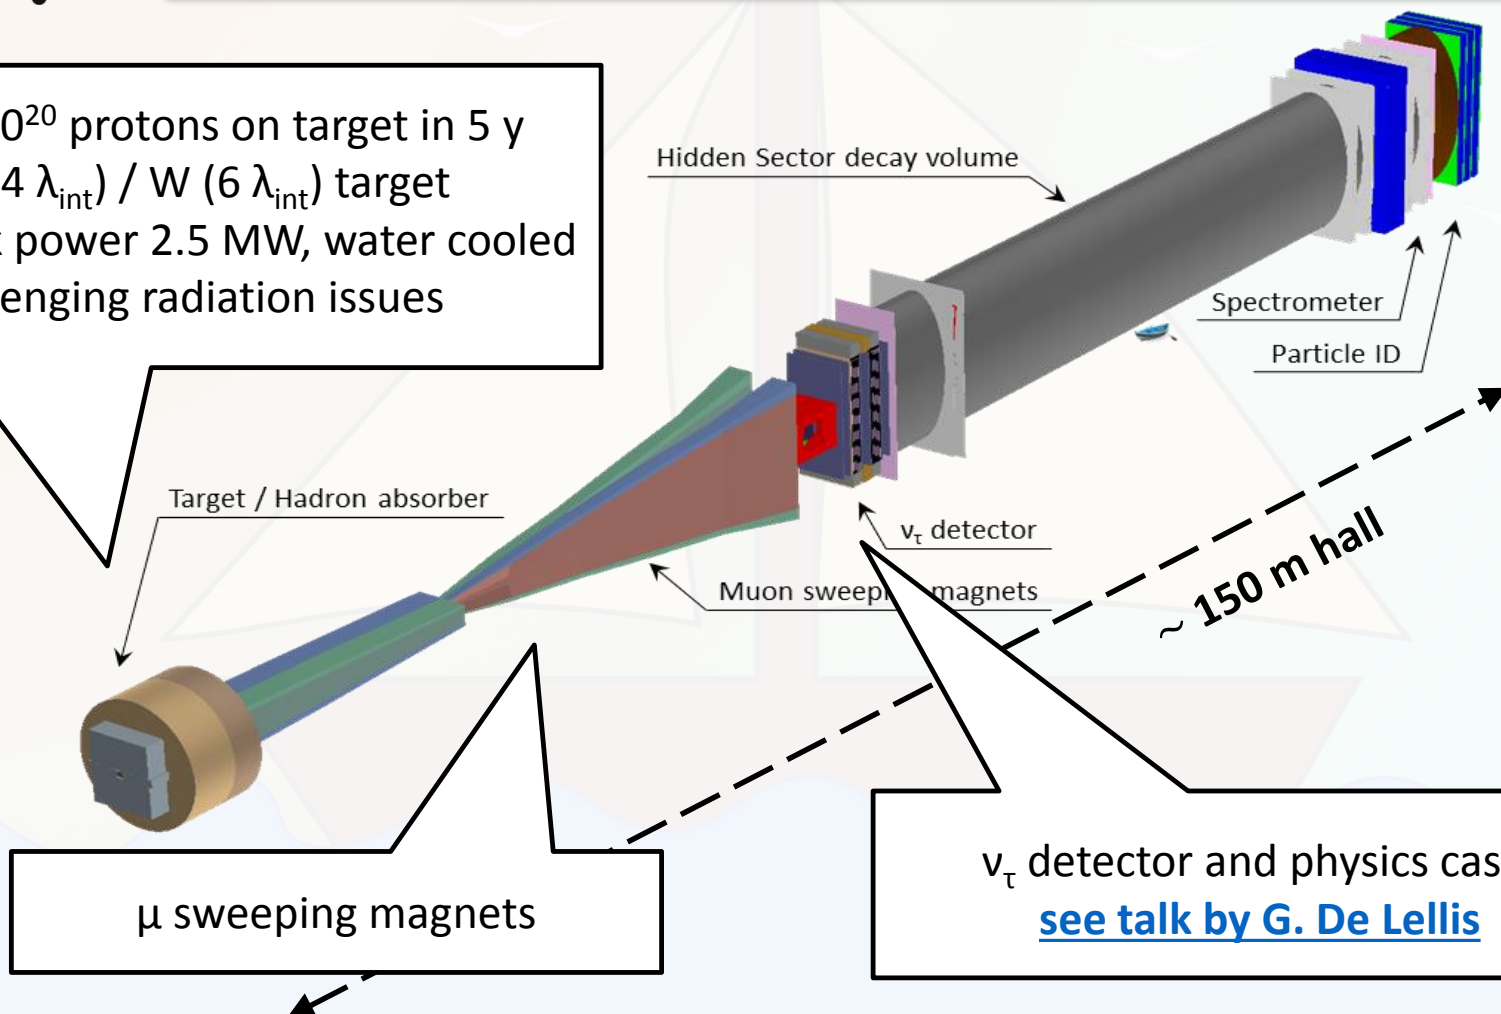 0²⁰ protons on target in 5 y
4 λint) / W (6 λint) target
power 2.5 MW, water cooled
enging radiation issues
Hidden Sector decay volume
Spectrometer
Particle ID
Target / Hadron absorber
ντ detector
Muon sweeping magnets
~ 150 m hall
μ sweeping magnets
ντ detector and physics cas
see talk by G. De Lellis